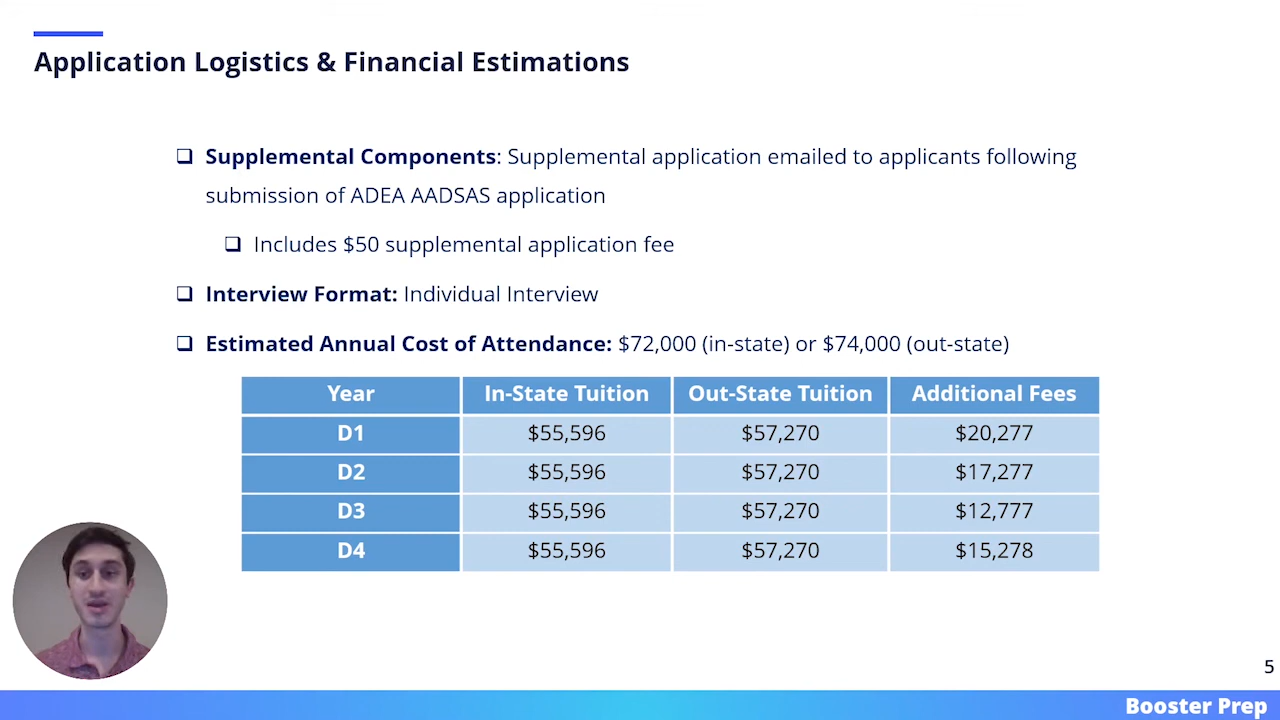 Application Logistics & Financial Estimations
❑ Supplemental Components: Supplemental application emailed to applicants following
submission of ADEA AADSAS application
❑ Includes $50 supplemental application fee
❑ Interview Format: Individual Interview
❑ Estimated Annual Cost of Attendance: $72,000 (in-state) or $74,000 (out-state)
Year In-State Tuition Out-State Tuition Additional Fees
D1 $55,596 $57,270 $20,277
D2 $55,596 $57,270 $17,277
D3 $55,596 $57,270 $12,777
D4 $55,596 $57,270 $15,278
5
Booster Prep